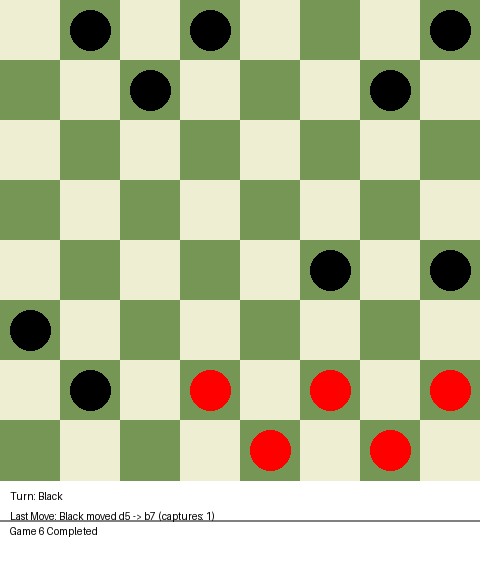 Turn: Black
Last Move: Black moved d5 -> b7 (captures: 1)
Game 6 Completed